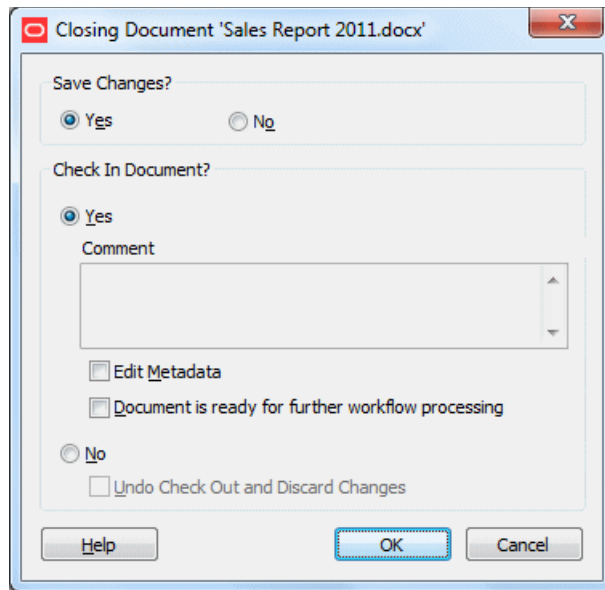 Closing Document 'Sales Report 2011.docx'
Save Changes?
Yes No
Check In Document?
Yes
Comment
Edit Metadata
Document is ready for further workflow processing
No
Undo Check Out and Discard Changes
Help OK Cancel